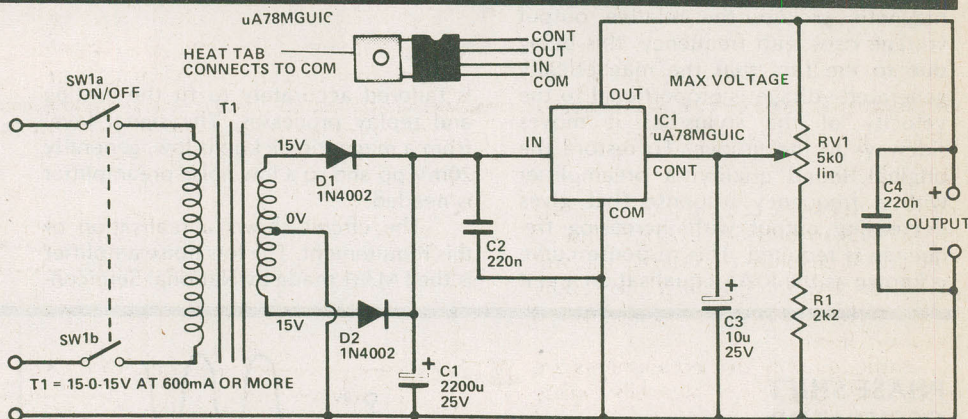 uA78MGUIC
HEAT TAB
CONNECTS TO COM
CONT
OUT
IN
COM
MAX VOLTAGE
SW1a
ON/OFF
T1
15V
D1
1N4002
0V
15V
D2
1N4002
SW1b
T1 = 15-0-15V AT 600mA OR MORE
C1
2200u
25V
C2
220n
IN
OUT
IC1
uA78MGUIC
CONT
COM
C3
10u
25V
RV1
5k0
lin
R1
2k2
C4
220n
OUTPUT
+
+
+